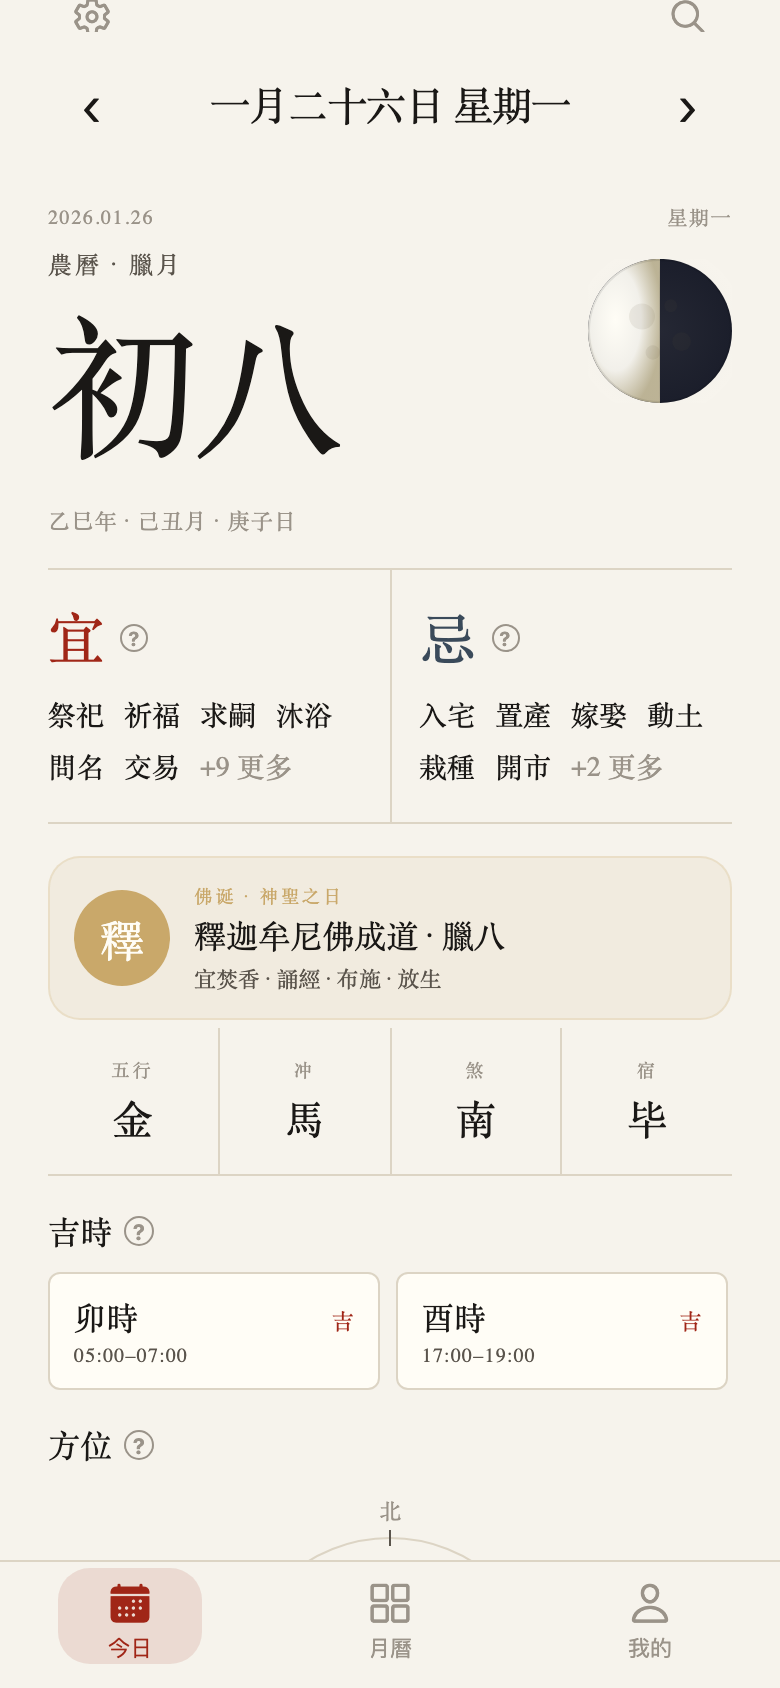 一月二十六日 星期一
2026.01.26
星期一
農曆 · 臘月
初八
乙巳年 · 己丑月 · 庚子日
宜 ?
祭祀 祈福 求嗣 沐浴
問名 交易 +9 更多
忌 ?
入宅 置產 嫁娶 動土
栽種 開市 +2 更多
釋
佛诞 · 神聖之日
釋迦牟尼佛成道 · 臘八
宜焚香 · 誦經 · 布施 · 放生
五行
金
冲
馬
煞
南
宿
毕
吉時 ?
卯時
吉
05:00–07:00
酉時
吉
17:00–19:00
方位 ?
北
今日
月曆
我的